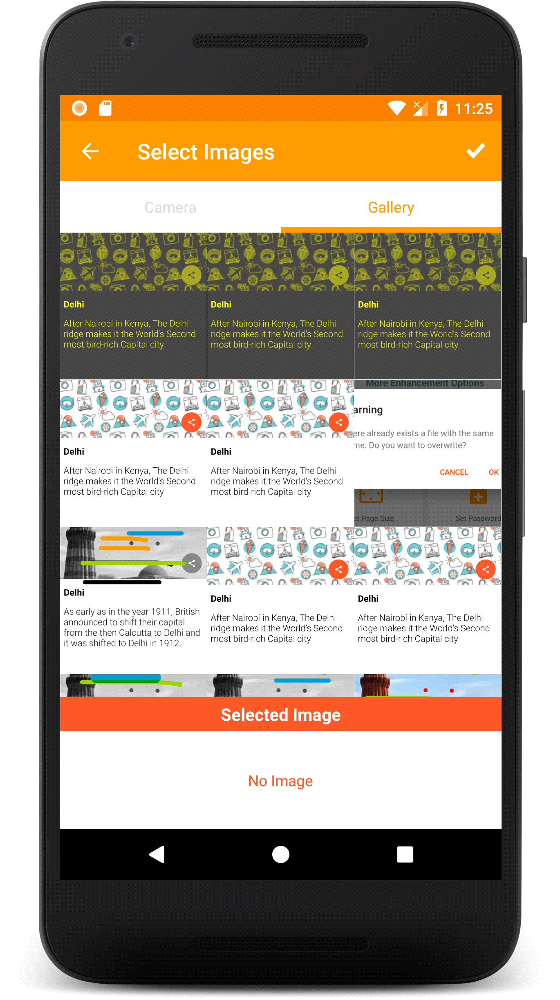 11:25
Select Images
Camera
Gallery
Delhi
After Nairobi in Kenya, The Delhi
ridge makes it the World's Second
most bird-rich Capital city
Delhi
After Nairobi in Kenya, The Delhi
ridge makes it the World's Second
most bird-rich Capital city
Delhi
After Nairobi in Kenya, The Delhi
ridge makes it the World's Second
most bird-rich Capital city
Delhi
After Nairobi in Kenya, The Delhi
ridge makes it the World's Second
most bird-rich Capital city
Delhi
After Nairobi in Kenya, The Delhi
ridge makes it the World's Second
most bird-rich Capital city
More Enhancement Options
arning
ere already exists a file with the same
me. Do you want to overwrite?
CANCEL OK
et Page Size
Set Password
Delhi
As early as in the year 1911, British
announced to shift their capital
from the then Calcutta to Delhi and
it was shifted to Delhi in 1912.
Delhi
After Nairobi in Kenya, The Delhi
ridge makes it the World's Second
most bird-rich Capital city
Delhi
After Nairobi in Kenya, The Delhi
ridge makes it the World's Second
most bird-rich Capital city
Selected Image
No Image